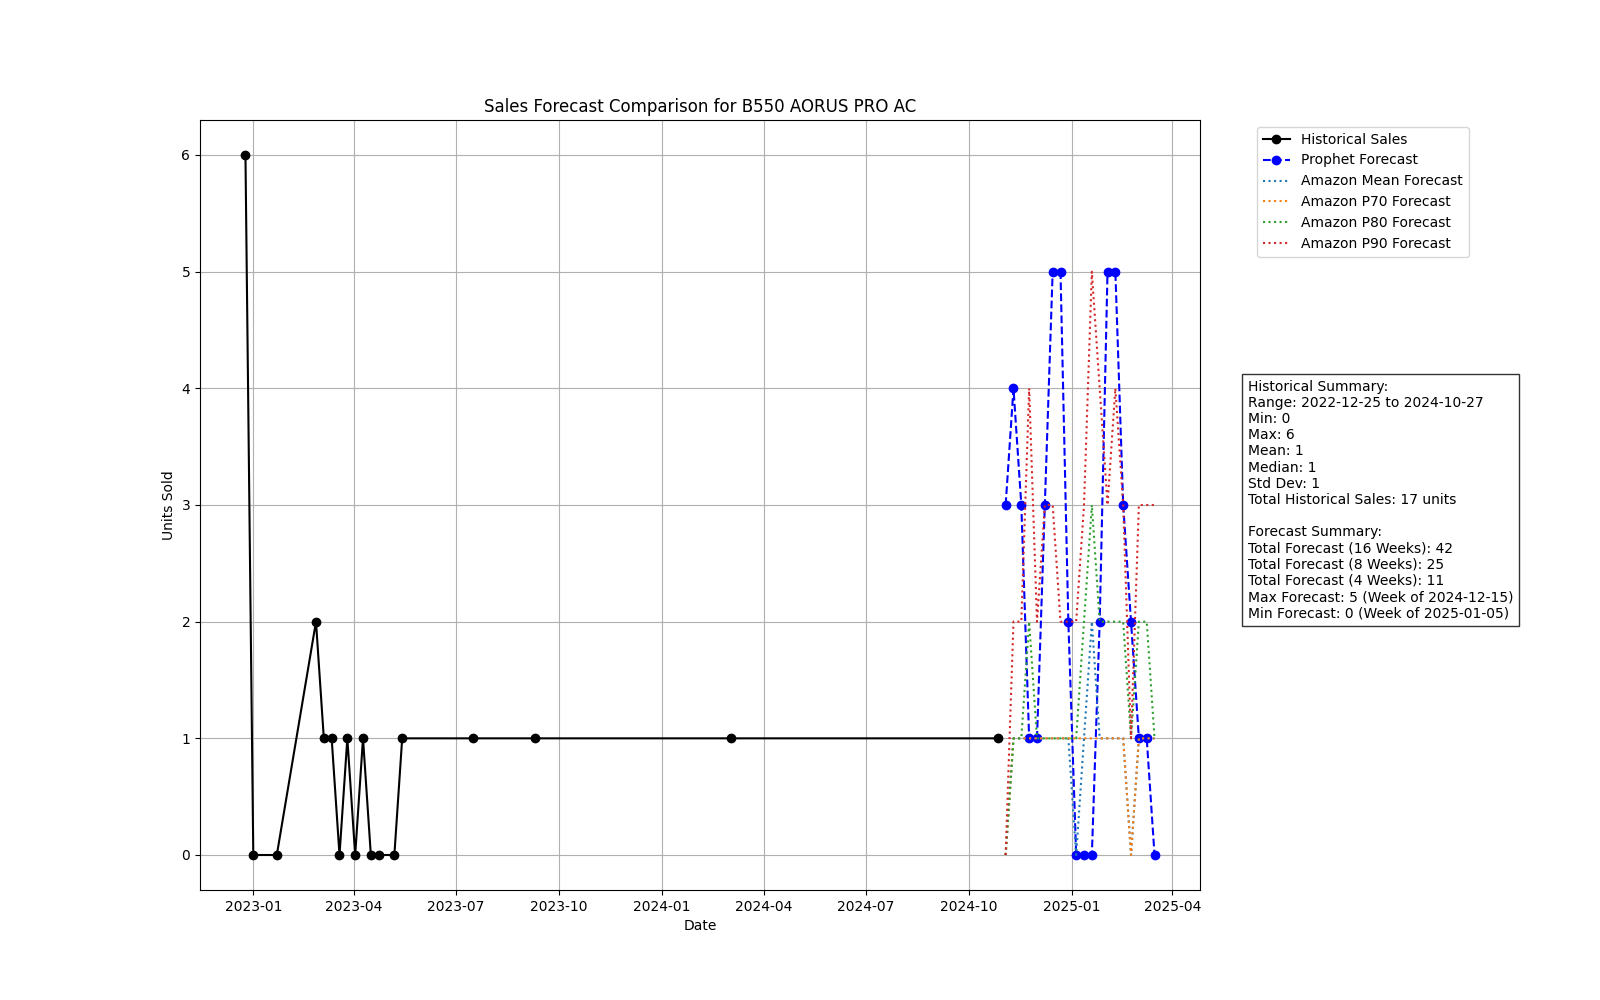 Sales Forecast Comparison for B550 AORUS PRO AC
Units Sold
6
5
4
3
2
1
0
2023-01
2023-04
2023-07
2023-10
2024-01
2024-04
2024-07
2024-10
2025-01
2025-04
Date
Historical Sales
Prophet Forecast
Amazon Mean Forecast
Amazon P70 Forecast
Amazon P80 Forecast
Amazon P90 Forecast
Historical Summary:
Range: 2022-12-25 to 2024-10-27
Min: 0
Max: 6
Mean: 1
Median: 1
Std Dev: 1
Total Historical Sales: 17 units
Forecast Summary:
Total Forecast (16 Weeks): 42
Total Forecast (8 Weeks): 25
Total Forecast (4 Weeks): 11
Max Forecast: 5 (Week of 2024-12-15)
Min Forecast: 0 (Week of 2025-01-05)